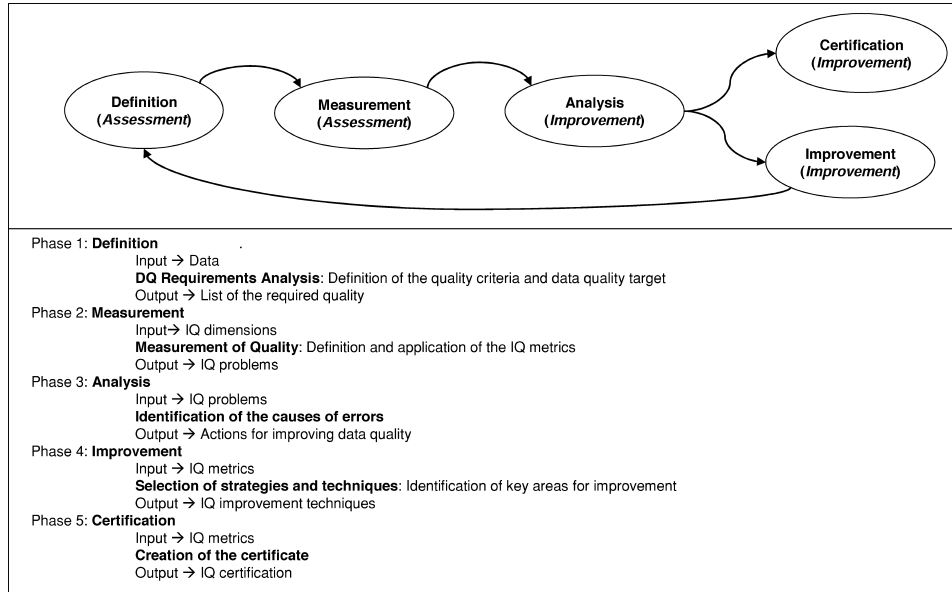 Definition
(Assessment)
Measurement
(Assessment)
Analysis
(Improvement)
Certification
(Improvement)
Improvement
(Improvement)
Phase 1: Definition .
Input → Data
DQ Requirements Analysis: Definition of the quality criteria and data quality target
Output → List of the required quality
Phase 2: Measurement
Input→ IQ dimensions
Measurement of Quality: Definition and application of the IQ metrics
Output → IQ problems
Phase 3: Analysis
Input → IQ problems
Identification of the causes of errors
Output → Actions for improving data quality
Phase 4: Improvement
Input → IQ metrics
Selection of strategies and techniques: Identification of key areas for improvement
Output → IQ improvement techniques
Phase 5: Certification
Input → IQ metrics
Creation of the certificate
Output → IQ certification